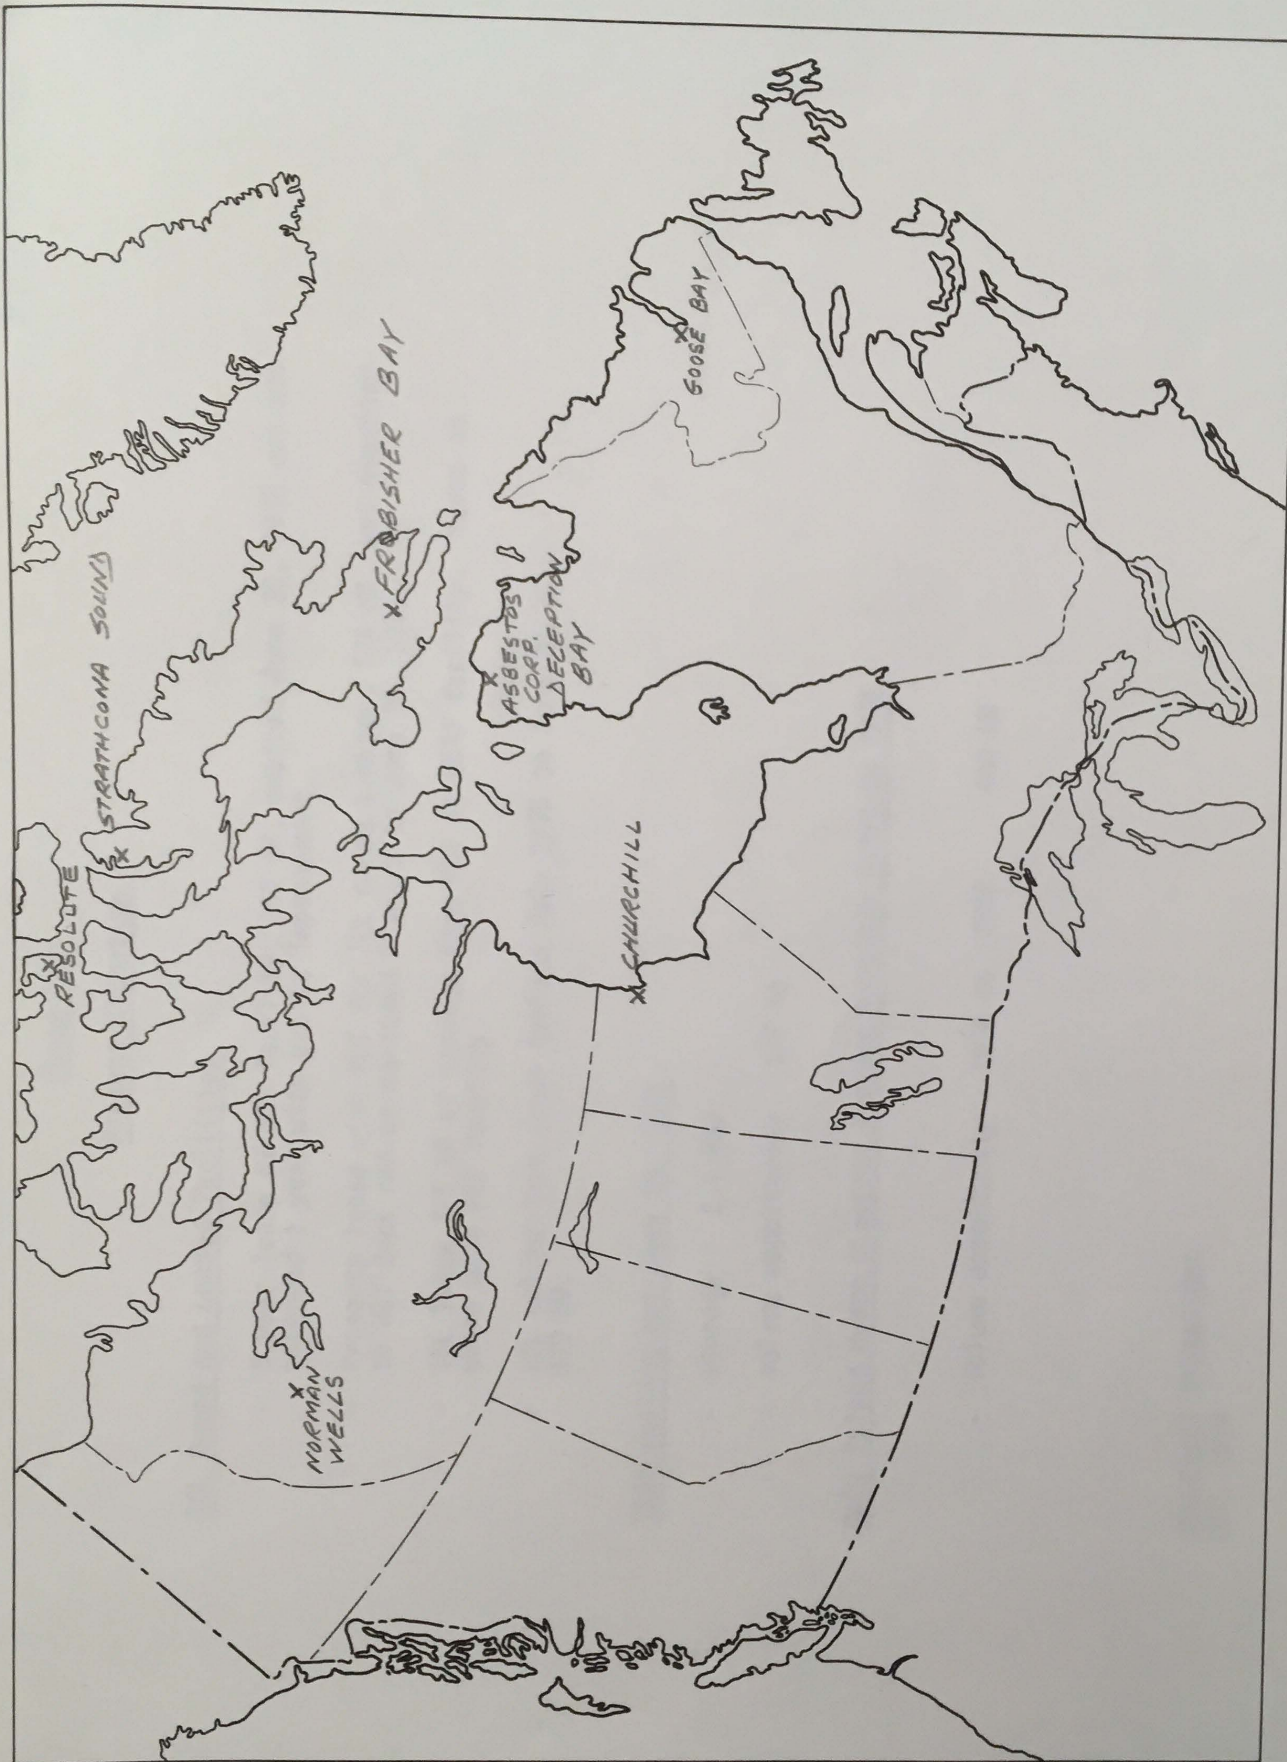 STRATHCONA SOUND
RESOLUTE
FROBISHER BAY
ASBESTOS
CORP.
DECEPTION
BAY
GOOSE BAY
CHURCHILL
NORMAN
WELLS